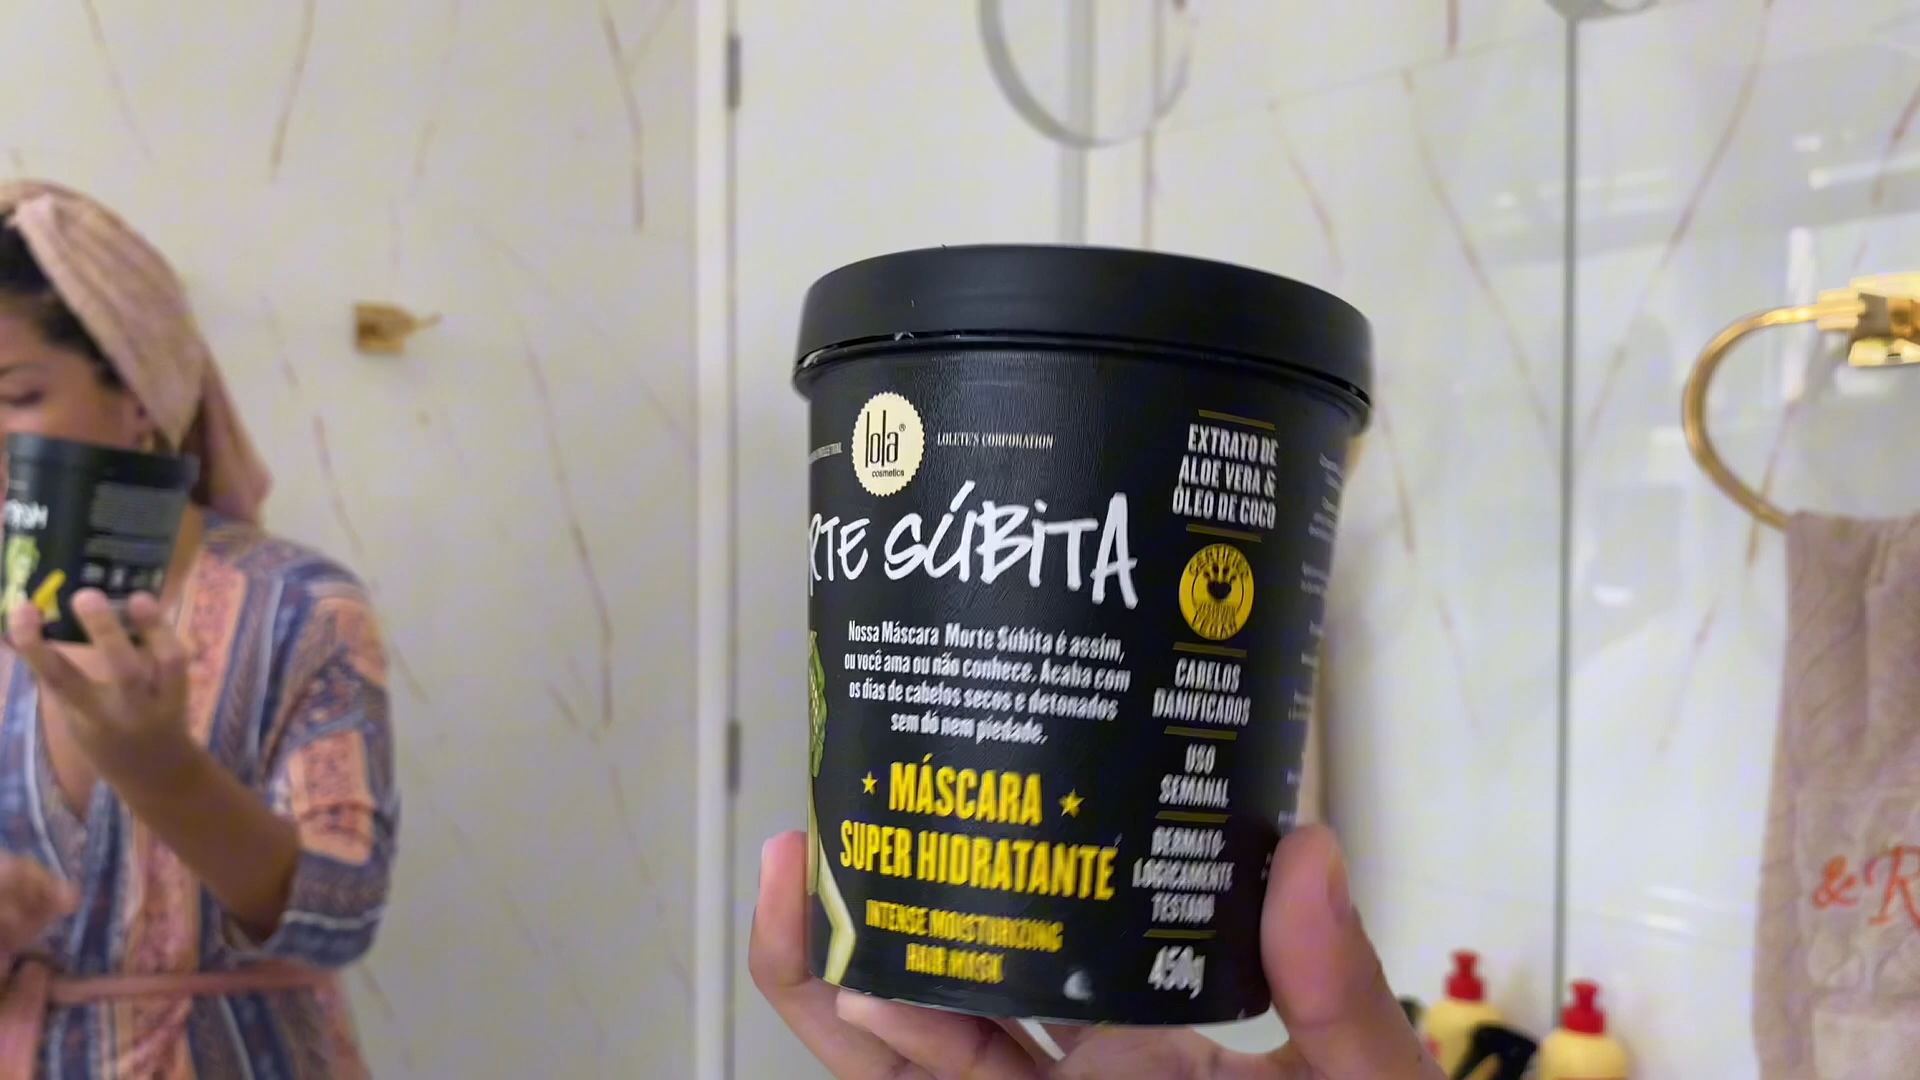 lola®
cosmetics
LOLETE'S CORPORATION
RTE SÚBITA
Nossa Máscara Morte Súbita é assim,
ou você ama ou não conhece. Acaba com
os dias de cabelos secos e detonados
sem dó nem piedade.
MÁSCARA
SUPER HIDRATANTE
INTENSE MOISTURIZING
HAIR MASK
EXTRATO DE
ALOE VERA &
ÓLEO DE COCO
VEGAN
CABELOS
DANIFICADOS
USO
SEMANAL
DERMATO-
LOGICAMENTE
TESTADO
450g
& R